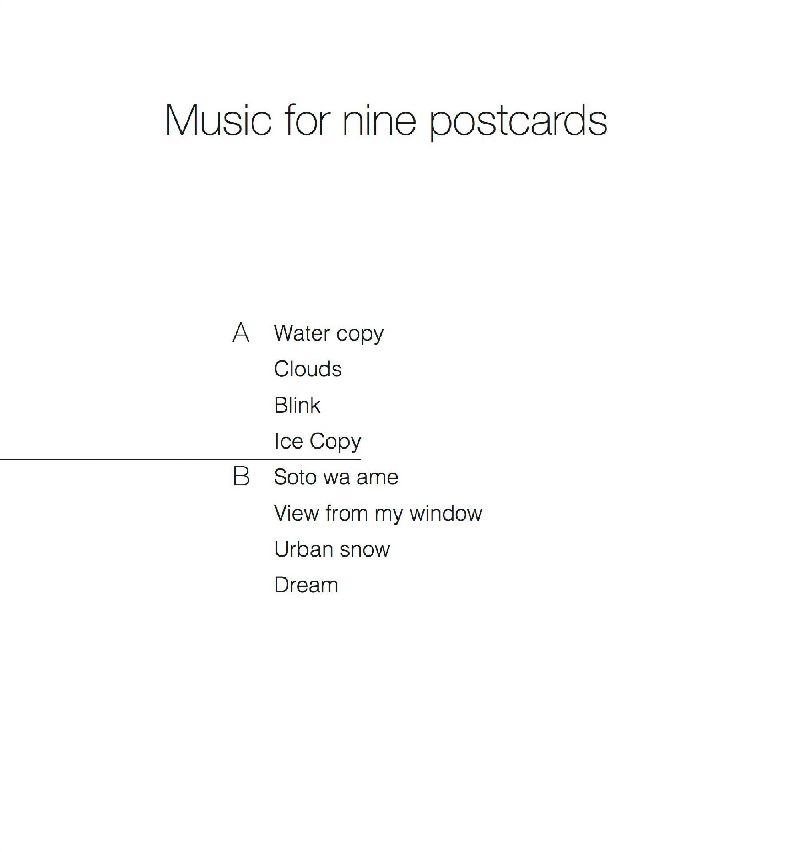 Music for nine postcards
A Water copy
Clouds
Blink
Ice Copy
B Soto wa ame
View from my window
Urban snow
Dream